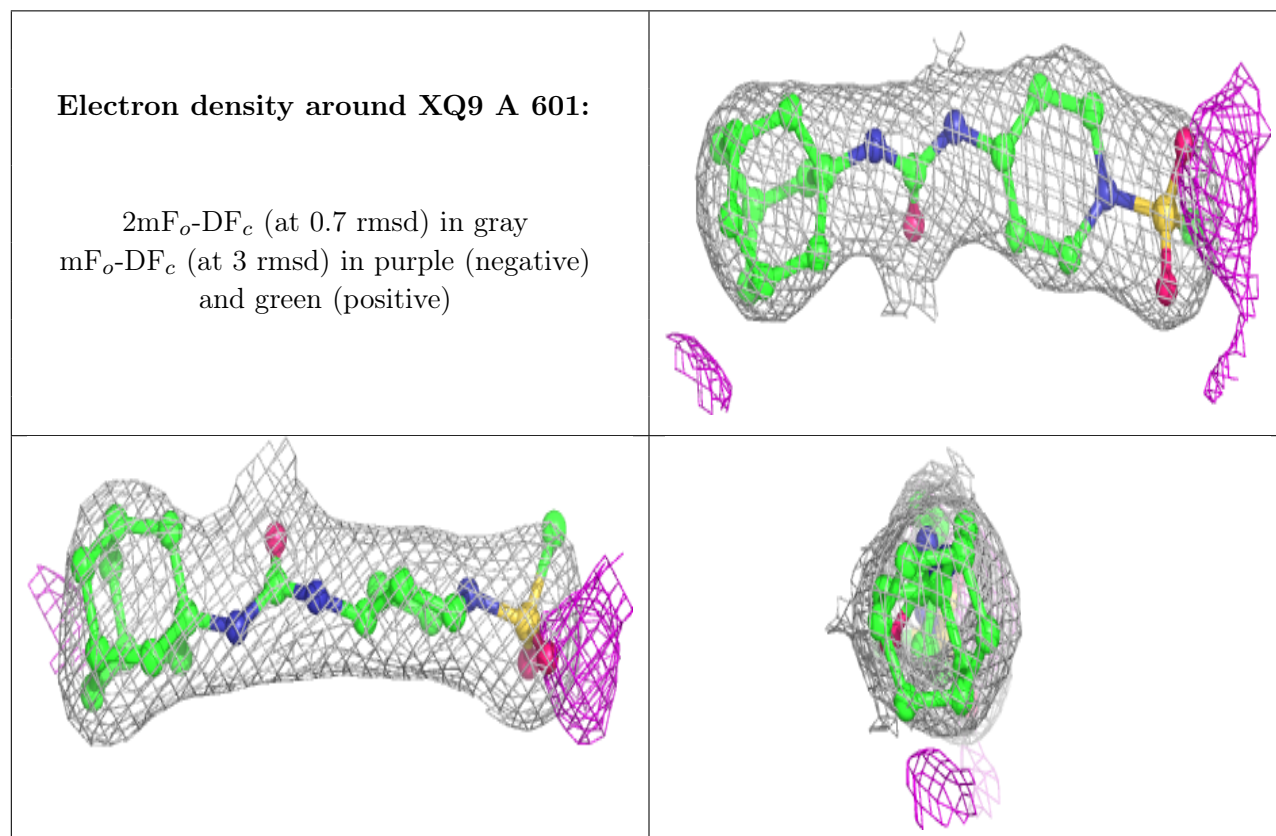 Electron density around XQ9 A 601:
2mFo-DFc (at 0.7 rmsd) in gray
mFo-DFc (at 3 rmsd) in purple (negative)
and green (positive)